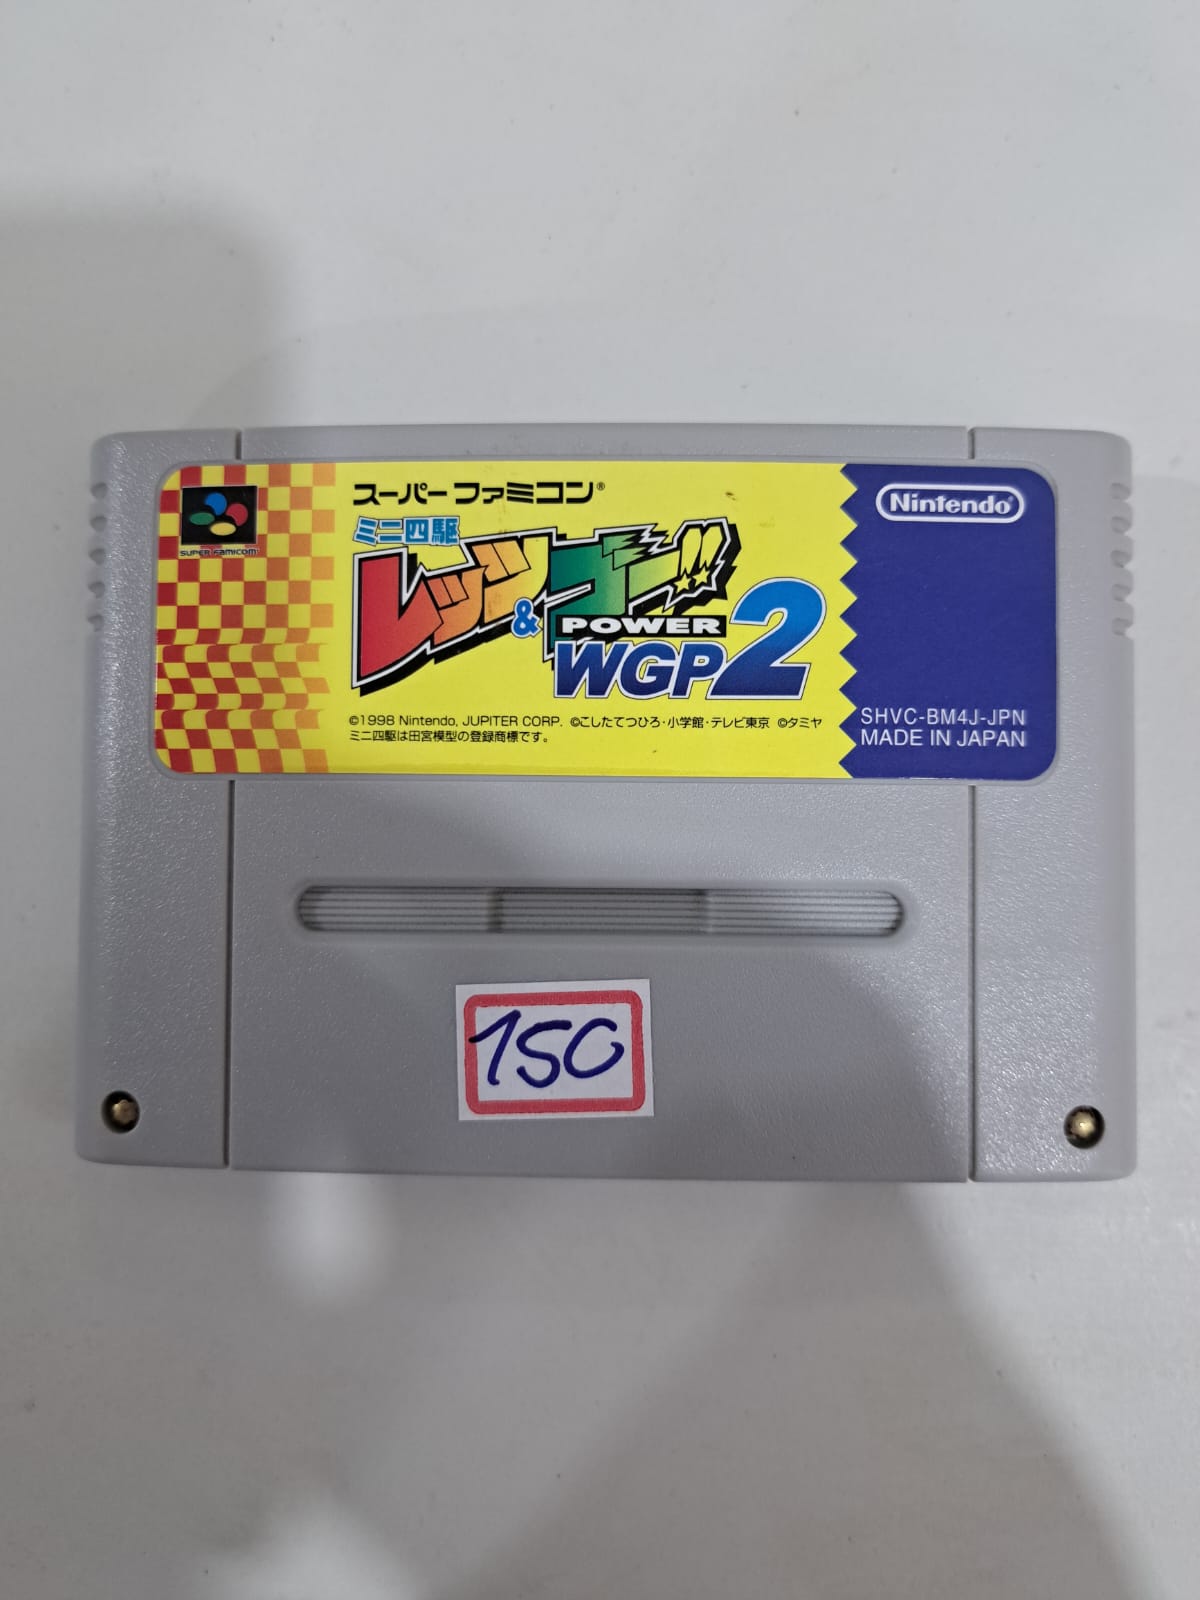 スーパーファミコン®
SUPER FAMICOM
Nintendo®
ミニ四駆
レッツ&ゴー!!
POWER
WGP2
©1998 Nintendo, JUPITER CORP. ©こしたてつひろ・小学館・テレビ東京 ©タミヤ
ミニ四駆は田宮模型の登録商標です。
SHVC-BM4J-JPN
MADE IN JAPAN
150